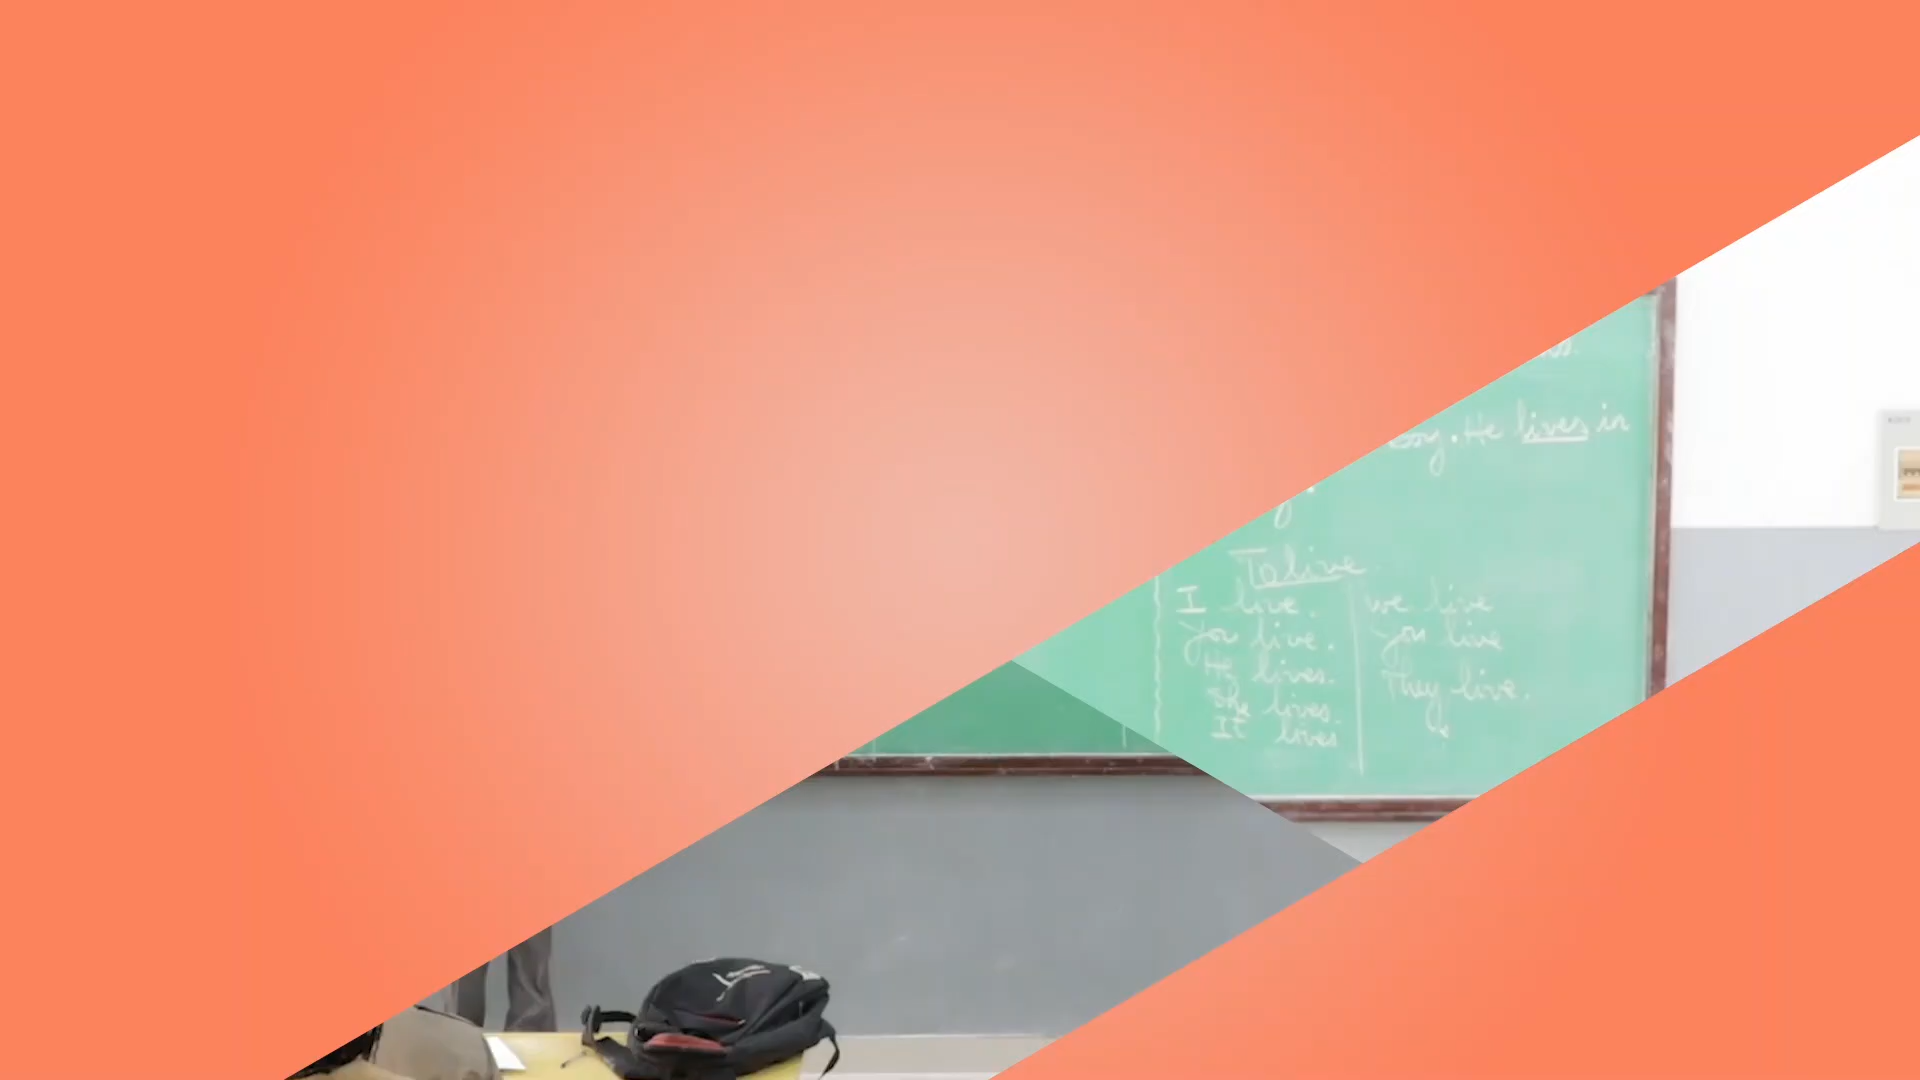 . He lives in
To live
I live. we live
You live. You live
He lives. They live.
She lives.
It lives